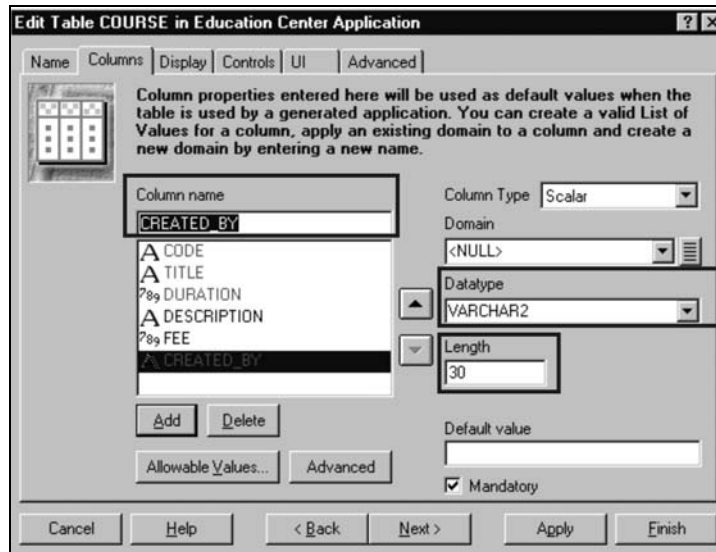 Edit Table COURSE in Education Center Application
Name Columns Display Controls UI Advanced
Column properties entered here will be used as default values when the
table is used by a generated application. You can create a valid List of
Values for a column, apply an existing domain to a column and create a
new domain by entering a new name.
Column name
CREATED_BY
A CODE
A TITLE
789 DURATION
A DESCRIPTION
789 FEE
A CREATED_BY
Add Delete
Allowable Values... Advanced
Column Type Scalar
Domain
<NULL>
Datatype
VARCHAR2
Length
30
Default value
Mandatory
Cancel Help < Back Next > Apply Finish